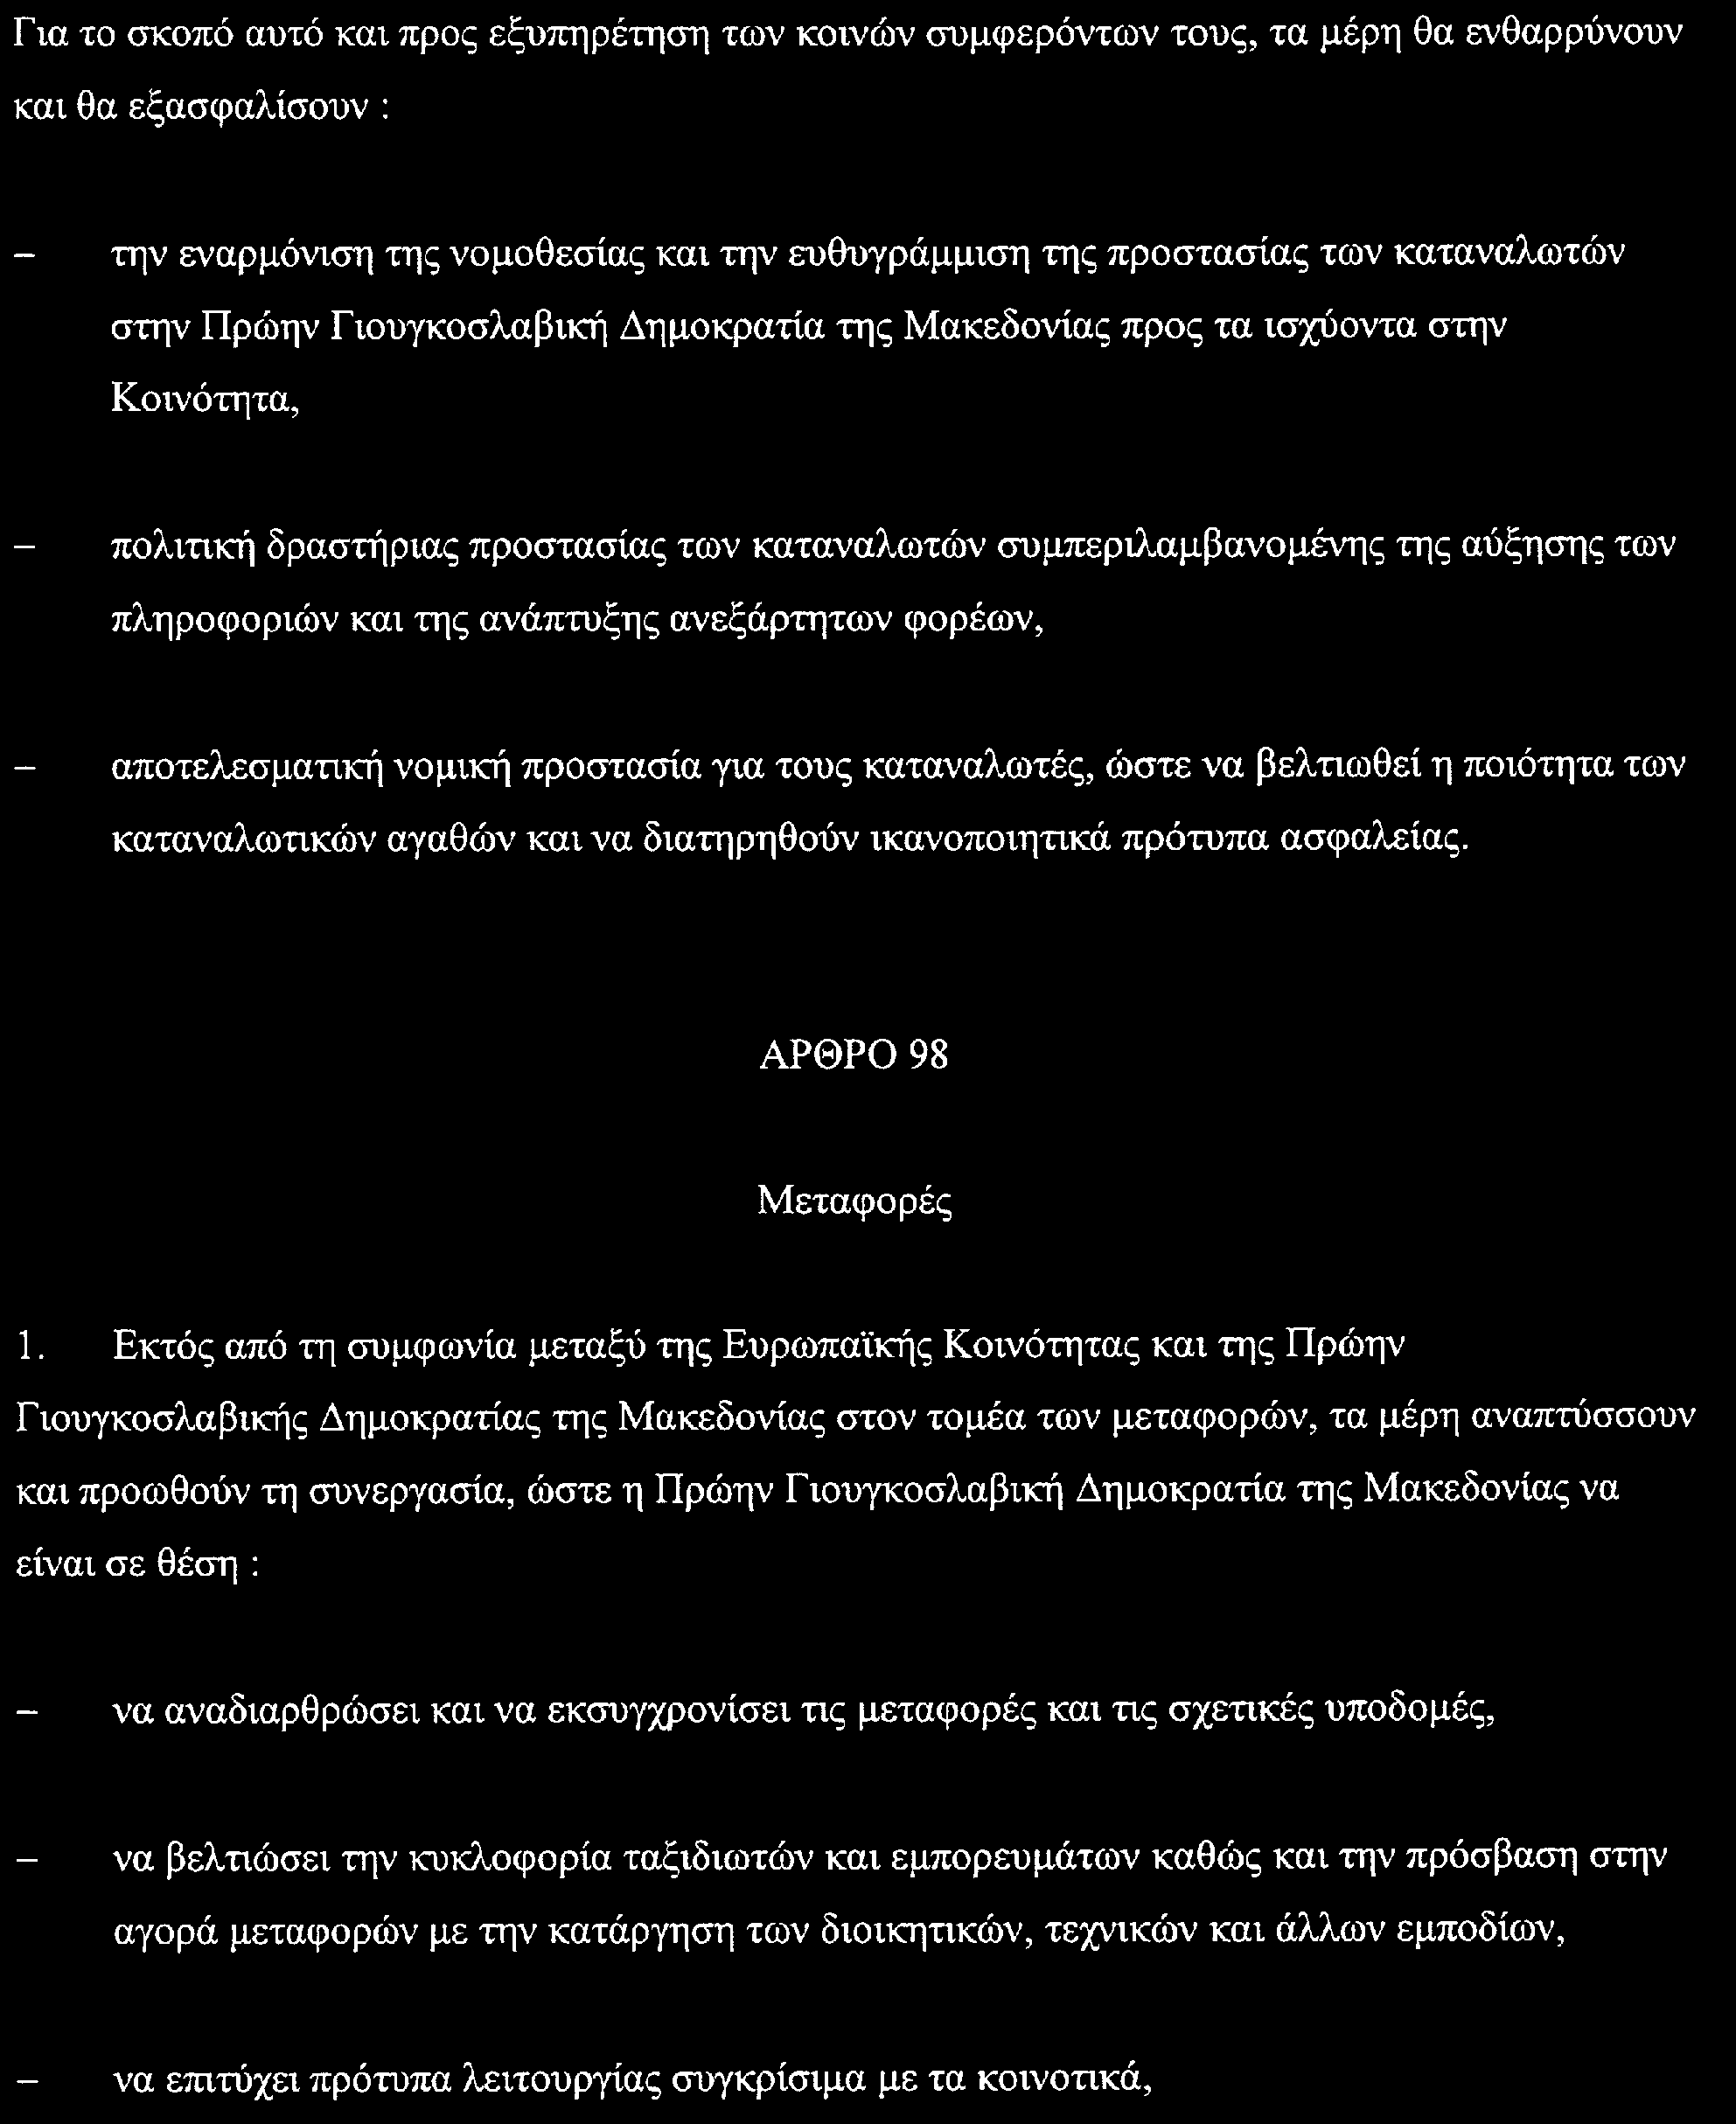 Για το σκοπό αυτό και προς εξυπηρέτηση των κοινών συμφερόντων τους, τα μέρη θα ενθαρρύνουν
και θα εξασφαλίσουν :
– την εναρμόνιση της νομοθεσίας και την ευθυγράμμιση της προστασίας των καταναλωτών
στην Πρώην Γιουγκοσλαβική Δημοκρατία της Μακεδονίας προς τα ισχύοντα στην
Κοινότητα,
– πολιτική δραστήριας προστασίας των καταναλωτών συμπεριλαμβανομένης της αύξησης των
πληροφοριών και της ανάπτυξης ανεξάρτητων φορέων,
– αποτελεσματική νομική προστασία για τους καταναλωτές, ώστε να βελτιωθεί η ποιότητα των
καταναλωτικών αγαθών και να διατηρηθούν ικανοποιητικά πρότυπα ασφαλείας.
ΑΡΘΡΟ 98
Μεταφορές
1. Εκτός από τη συμφωνία μεταξύ της Ευρωπαϊκής Κοινότητας και της Πρώην
Γιουγκοσλαβικής Δημοκρατίας της Μακεδονίας στον τομέα των μεταφορών, τα μέρη αναπτύσσουν
και προωθούν τη συνεργασία, ώστε η Πρώην Γιουγκοσλαβική Δημοκρατία της Μακεδονίας να
είναι σε θέση :
– να αναδιαρθρώσει και να εκσυγχρονίσει τις μεταφορές και τις σχετικές υποδομές,
– να βελτιώσει την κυκλοφορία ταξιδιωτών και εμπορευμάτων καθώς και την πρόσβαση στην
αγορά μεταφορών με την κατάργηση των διοικητικών, τεχνικών και άλλων εμποδίων,
– να επιτύχει πρότυπα λειτουργίας συγκρίσιμα με τα κοινοτικά,